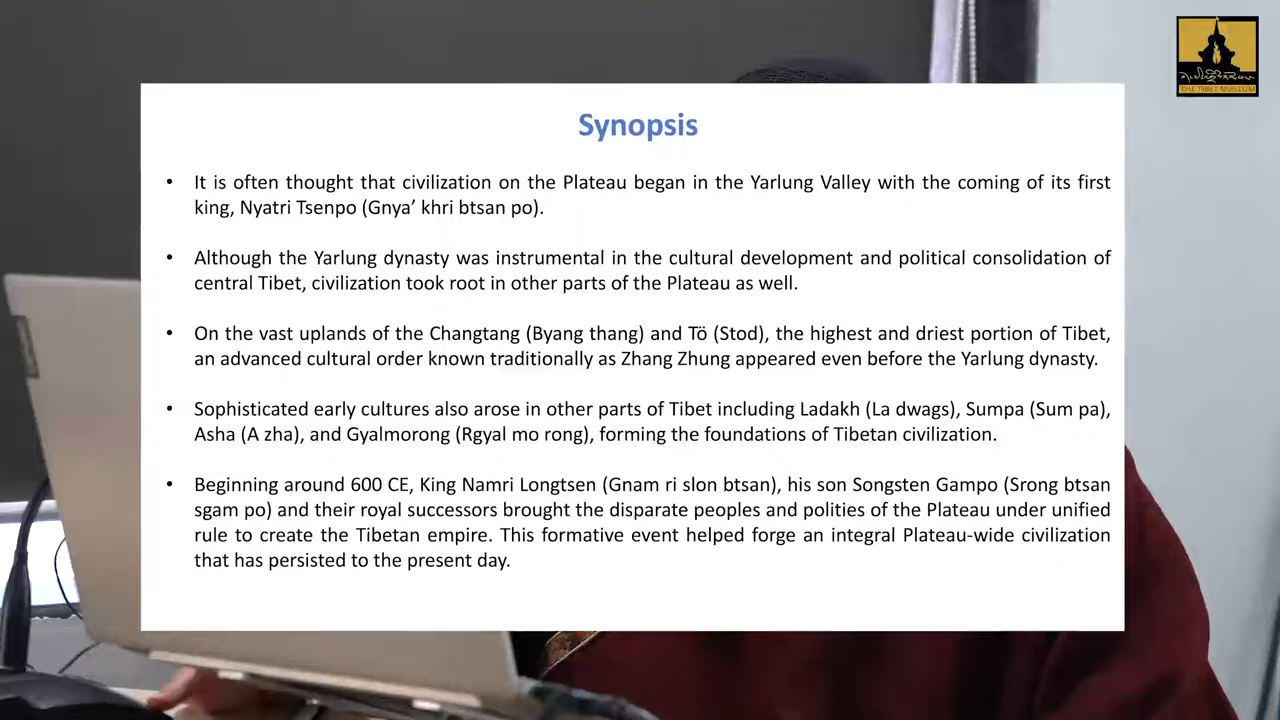 THE TIBET MUSEUM
Synopsis
• It is often thought that civilization on the Plateau began in the Yarlung Valley with the coming of its first
king, Nyatri Tsenpo (Gnya’ khri btsan po).
• Although the Yarlung dynasty was instrumental in the cultural development and political consolidation of
central Tibet, civilization took root in other parts of the Plateau as well.
• On the vast uplands of the Changtang (Byang thang) and Tö (Stod), the highest and driest portion of Tibet,
an advanced cultural order known traditionally as Zhang Zhung appeared even before the Yarlung dynasty.
• Sophisticated early cultures also arose in other parts of Tibet including Ladakh (La dwags), Sumpa (Sum pa),
Asha (A zha), and Gyalmorong (Rgyal mo rong), forming the foundations of Tibetan civilization.
• Beginning around 600 CE, King Namri Longtsen (Gnam ri slon btsan), his son Songsten Gampo (Srong btsan
sgam po) and their royal successors brought the disparate peoples and polities of the Plateau under unified
rule to create the Tibetan empire. This formative event helped forge an integral Plateau-wide civilization
that has persisted to the present day.